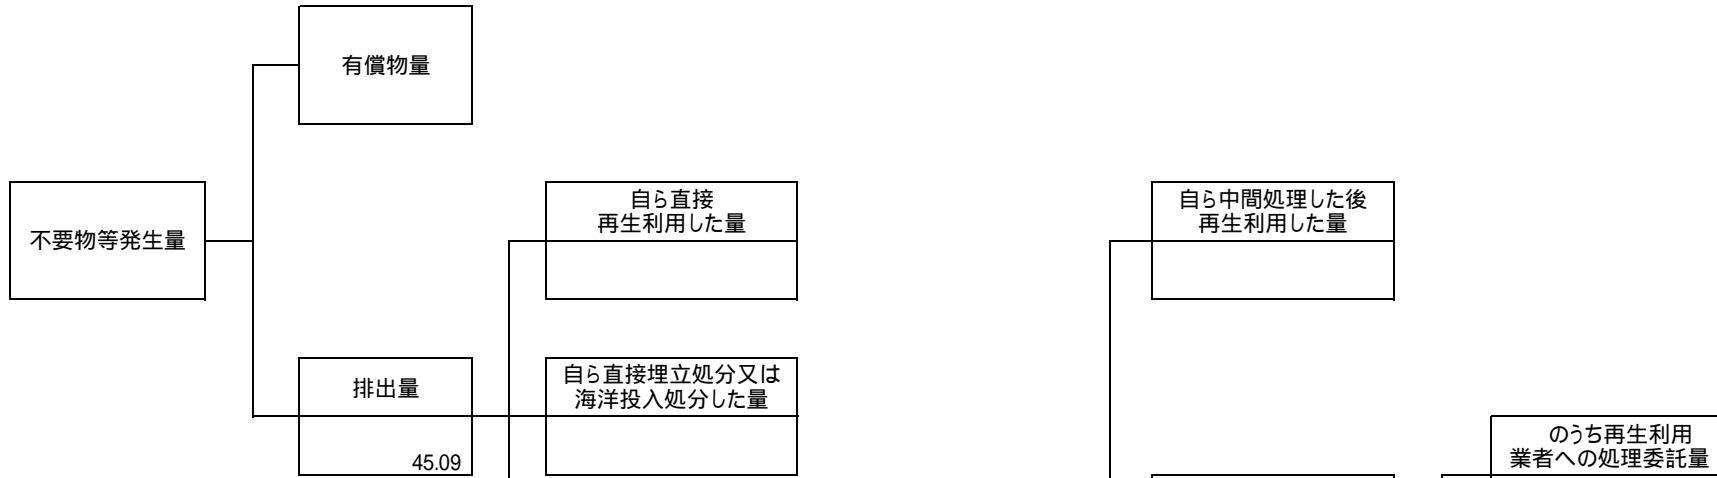 有償物量
不要物等発生量
自ら直接
再生利用した量
自ら中間処理した後
再生利用した量
排出量
45.09
自ら直接埋立処分又は
海洋投入処分した量
のうち再生利用
業者への処理委託量